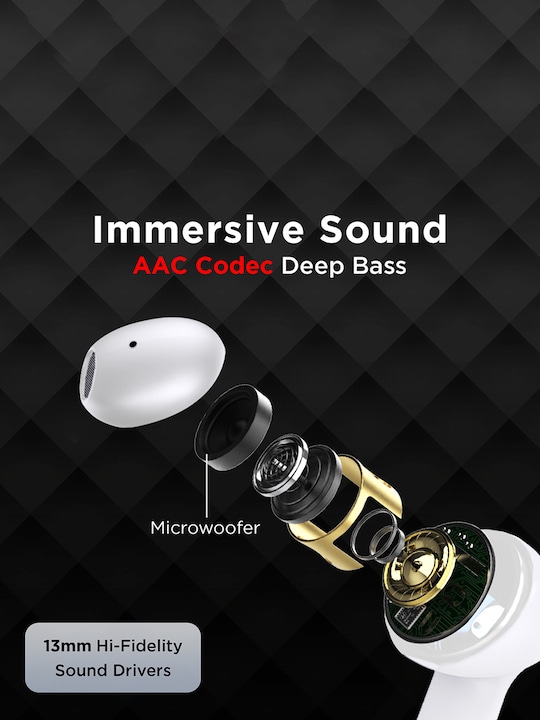 Immersive Sound
AAC Codec Deep Bass
Microwoofer
13mm Hi-Fidelity
Sound Drivers